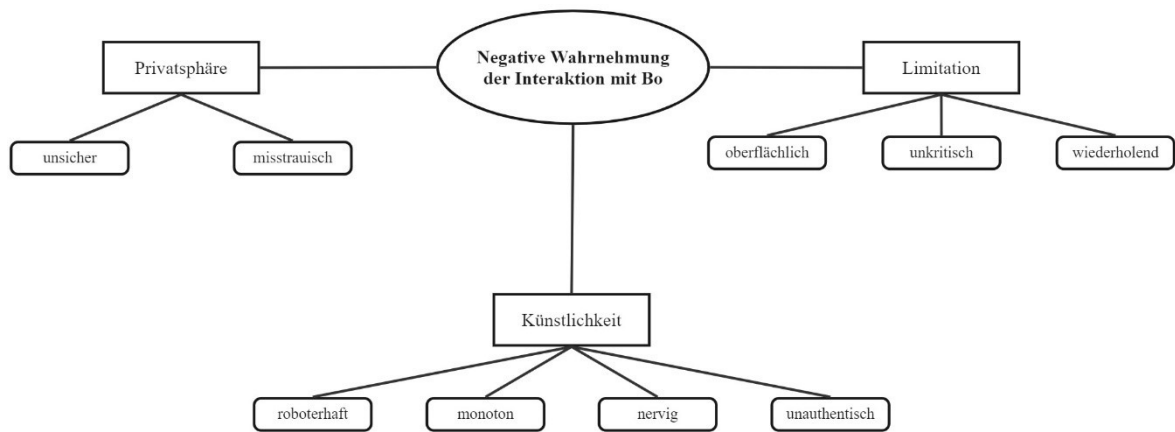 Negative Wahrnehmung
der Interaktion mit Bo
Privatsphäre
unsicher
misstrauisch
Limitation
oberflächlich
unkritisch
wiederholend
Künstlichkeit
roboterhaft
monoton
nervig
unauthentisch